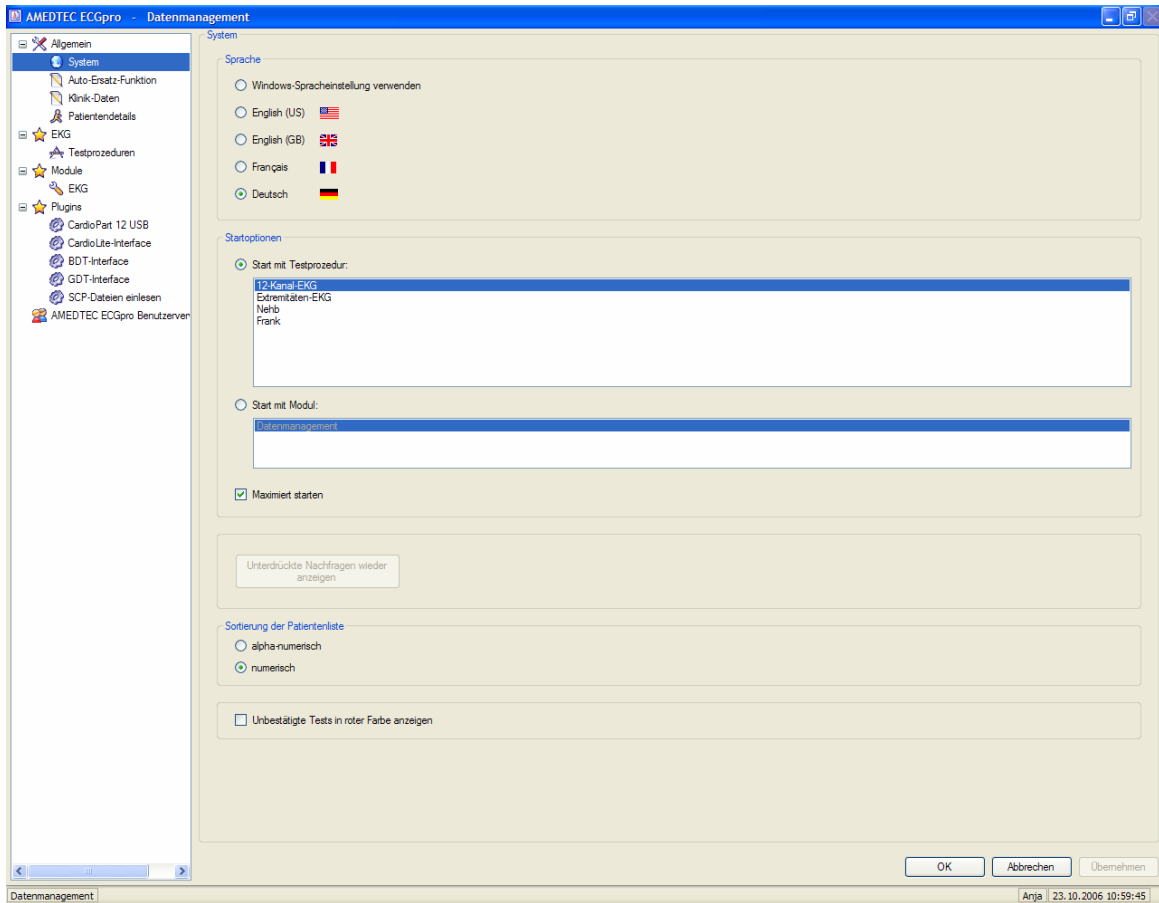 AMEDTEC ECGpro - Datenmanagement
Allgemein
System
Auto-Ersatz-Funktion
Klinik-Daten
Patientendetails
EKG
Testprozeduren
Module
EKG
Plugins
CardioPart 12 USB
CardioLite-Interface
BDT-Interface
GDT-Interface
SCP-Dateien einlesen
AMEDTEC ECGpro Benutzerver
System
Sprache
Windows-Spracheinstellung verwenden
English (US)
English (GB)
Français
Deutsch
Startoptionen
Start mit Testprozedur:
12-Kanal-EKG
Extremitäten-EKG
Nehb
Frank
Start mit Modul:
Datenmanagement
Maximiert starten
Unterdrückte Nachfragen wieder
anzeigen
Sortierung der Patientenliste
alpha-numerisch
numerisch
Unbestätigte Tests in roter Farbe anzeigen
OK Abbrechen Übernehmen
Datenmanagement Anja 23.10.2006 10:59:45